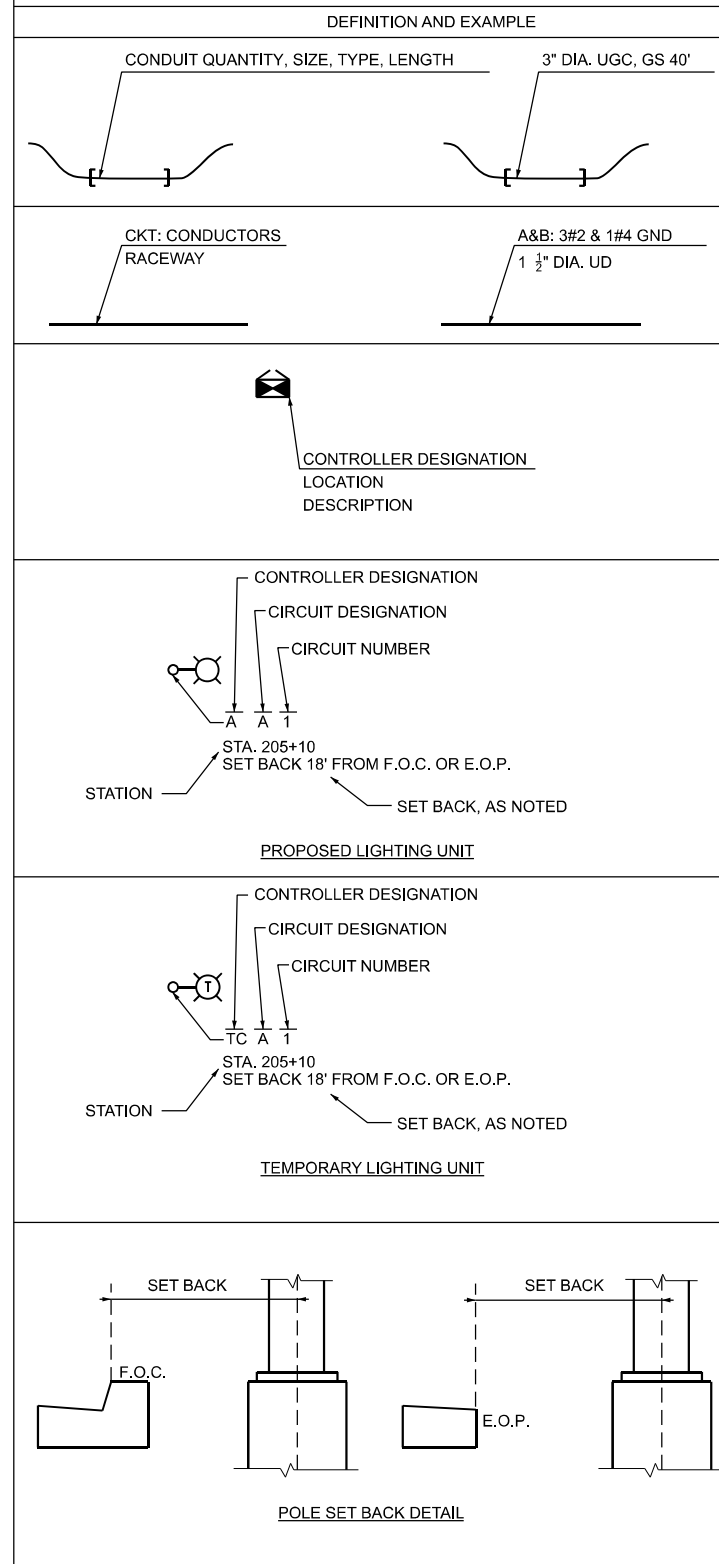 DEFINITION AND EXAMPLE
CONDUIT QUANTITY, SIZE, TYPE, LENGTH
3" DIA. UGC, GS 40'
CKT: CONDUCTORS
RACEWAY
A&B: 3#2 & 1#4 GND
1 1/2" DIA. UD
CONTROLLER DESIGNATION
LOCATION
DESCRIPTION
CONTROLLER DESIGNATION
CIRCUIT DESIGNATION
CIRCUIT NUMBER
A A 1
STA. 205+10
SET BACK 18' FROM F.O.C. OR E.O.P.
STATION
SET BACK, AS NOTED
PROPOSED LIGHTING UNIT
CONTROLLER DESIGNATION
CIRCUIT DESIGNATION
CIRCUIT NUMBER
T
TC A 1
STA. 205+10
SET BACK 18' FROM F.O.C. OR E.O.P.
STATION
SET BACK, AS NOTED
TEMPORARY LIGHTING UNIT
SET BACK
F.O.C.
SET BACK
E.O.P.
POLE SET BACK DETAIL